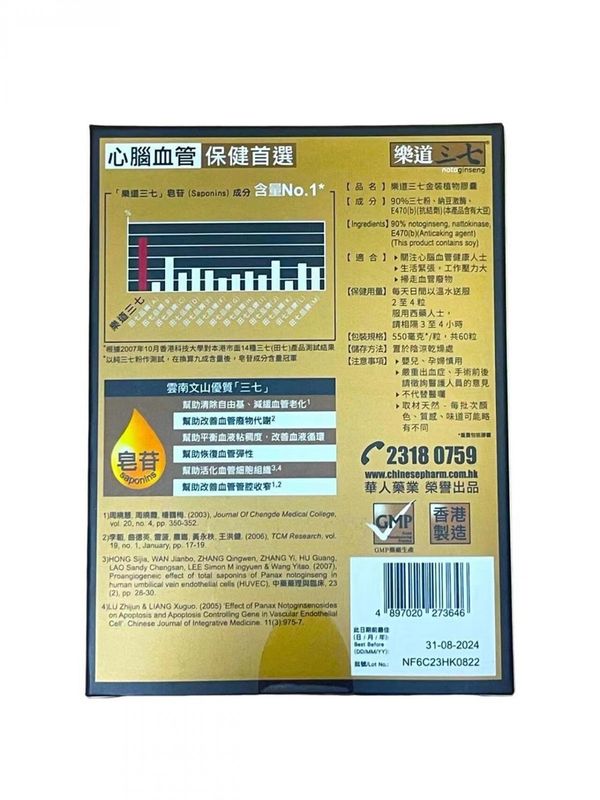 心腦血管 保健首選
樂道三七
notoginseng
「樂道三七」皂苷 (Saponins) 成分 含量No.1*
%
樂道三七
*根據2007年10月香港科技大學對本港市面14種三七(田七)產品測試結果
*以純三七粉作測試，在換算九成含量後，皂苷成分含量冠軍
雲南文山優質「三七」
幫助清除自由基、減緩血管老化1
幫助改善血管廢物代謝2
幫助平衡血液粘稠度，改善血液循環
幫助恢復血管彈性
幫助活化血管細胞組織3,4
幫助改善血管管腔收窄1,2
皂苷
saponins
1)周曉慧, 周曉霞, 楊鶴梅. (2003), Journal Of Chengde Medical College,
vol. 20, no. 4, pp. 350-352.
(2006), TCM Research, vol.
19, no. 1, January, pp. 17-19.
3)HONG Sijia, WAN Jianbo, ZHANG Qingwen, ZHANG YI, HU Guang,
LAO Sandy Chengsan, LEE Simon M ingyuen & Wang Yitao. (2007),
Proangiogenic effect of total saponins of Panax notoginseng in
human umbilical vein endothelial cells (HUVEC), 中藥藥理與臨床, 23
(2), pp. 28-30.
4)LU Zhijun & LIANG Xuguo. (2005) 'Effect of Panax Notoginsenosides
on Apoptosis and Apoptosis Controlling Gene in Vascular Endothelial
Cell'. Chinese Journal of Integrative Medicine. 11(3):975-7.
【品名】樂道三七金裝植物膠囊
【成分】90%三七粉、納豆激酶、
E470(b)(抗結劑)(本產品含有大豆)
[Ingredients] 90% notoginseng, nattokinase,
E470(b)(Anticaking agent)
(This product contains soy)
【適合】▸關注心腦血管健康人士
▸生活緊張，工作壓力大
▸掃走血管廢物
【保健用量】每天日間以溫水送服
2 至 4 粒
服用西藥人士，
請相隔 3 至 4 小時
【包裝規格】550毫克*/粒，共60粒
【儲存方法】置於陰涼乾燥處
【注意事項】▸嬰兒、孕婦慎用
▸嚴重出血症、手術前後
請徵詢醫護人員的意見
▸不代替醫囑
▸取材天然 - 每批次顏
色、質感、味道可能略
有不同
*重量包括膠囊
2318 0759
www.chinesepharm.com.hk
華人藥業 榮譽出品
GMP
GMP藥廠生產
香港
製造
4 897020 273646
此日期前最佳
(日/月/年):
Best Before
(DD/MM/YY):
31-08-2024
批號/Lot No.:
NF6C23HK0822